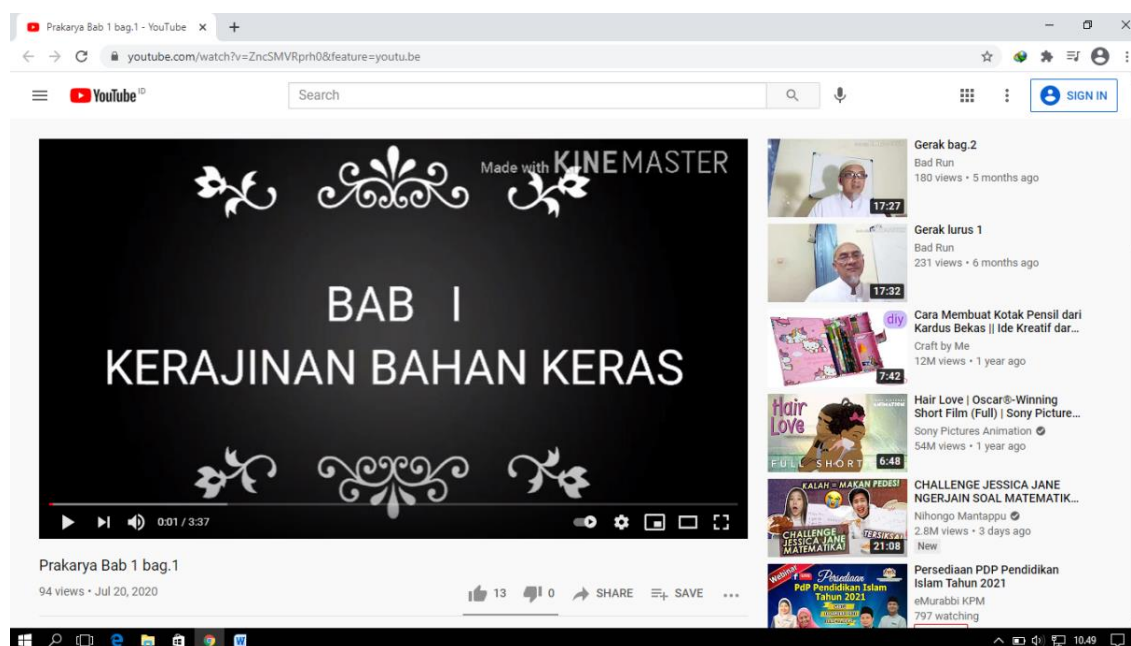 Prakarya Bab 1 bag.1 - YouTube
youtube.com/watch?v=ZncSMVRprh0&feature=youtu.be
YouTube ID
Search
SIGN IN
Made with KINEMASTER
BAB I
KERAJINAN BAHAN KERAS
0:01 / 3:37
Prakarya Bab 1 bag.1
94 views • Jul 20, 2020
13
0
SHARE
SAVE
17:27
Gerak bag.2
Bad Run
180 views • 5 months ago
17:32
Gerak lurus 1
Bad Run
231 views • 6 months ago
diy
7:42
Cara Membuat Kotak Pensil dari
Kardus Bekas || Ide Kreatif dar...
Craft by Me
12M views • 1 year ago
Hair
Love
FULL SHORT
6:48
Hair Love | Oscar®-Winning
Short Film (Full) | Sony Picture...
Sony Pictures Animation
54M views • 1 year ago
KALAH = MAKAN PEDES!
CHALLENGE
JESSICA JANE
MATEMATIKA!
TERSIKSA
21:08
CHALLENGE JESSICA JANE
NGERJAIN SOAL MATEMATIK...
Nihongo Mantappu
2.8M views • 3 days ago
New
Webinar
Persediaan
PdP Pendidikan Islam
Tahun 2021
Persediaan PDP Pendidikan
Islam Tahun 2021
eMurabbi KPM
797 watching
10.49